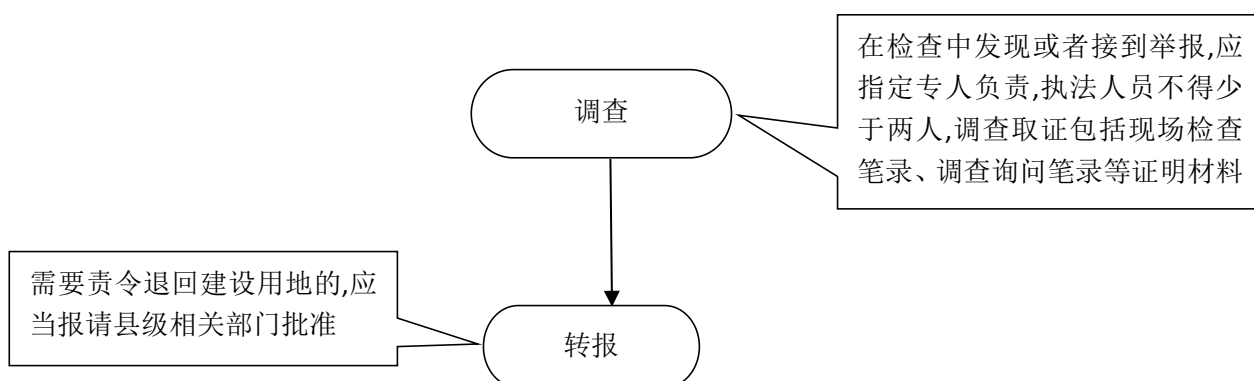 在检查中发现或者接到举报,应
指定专人负责,执法人员不得少
于两人,调查取证包括现场检查
笔录、调查询问笔录等证明材料
调查
需要责令退回建设用地的,应
当报请县级相关部门批准
转报